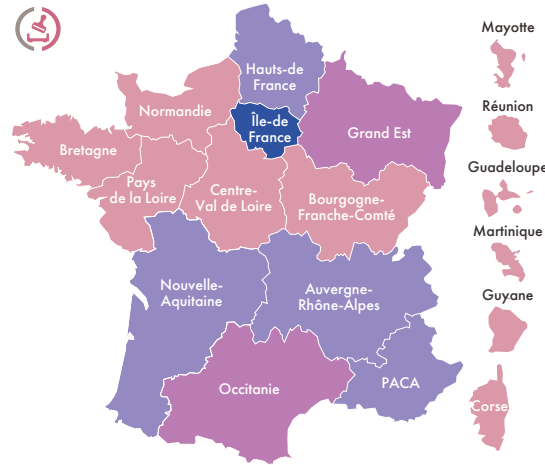 Mayotte
Hauts-de
France
Réunion
Normandie
Île-de
France
Grand Est
Bretagne
Guadeloupe
Pays
de la Loire
Centre-
Val de Loire
Bourgogne-
Franche-Comté
Martinique
Nouvelle-
Aquitaine
Auvergne-
Rhône-Alpes
Guyane
Occitanie
PACA
Corse